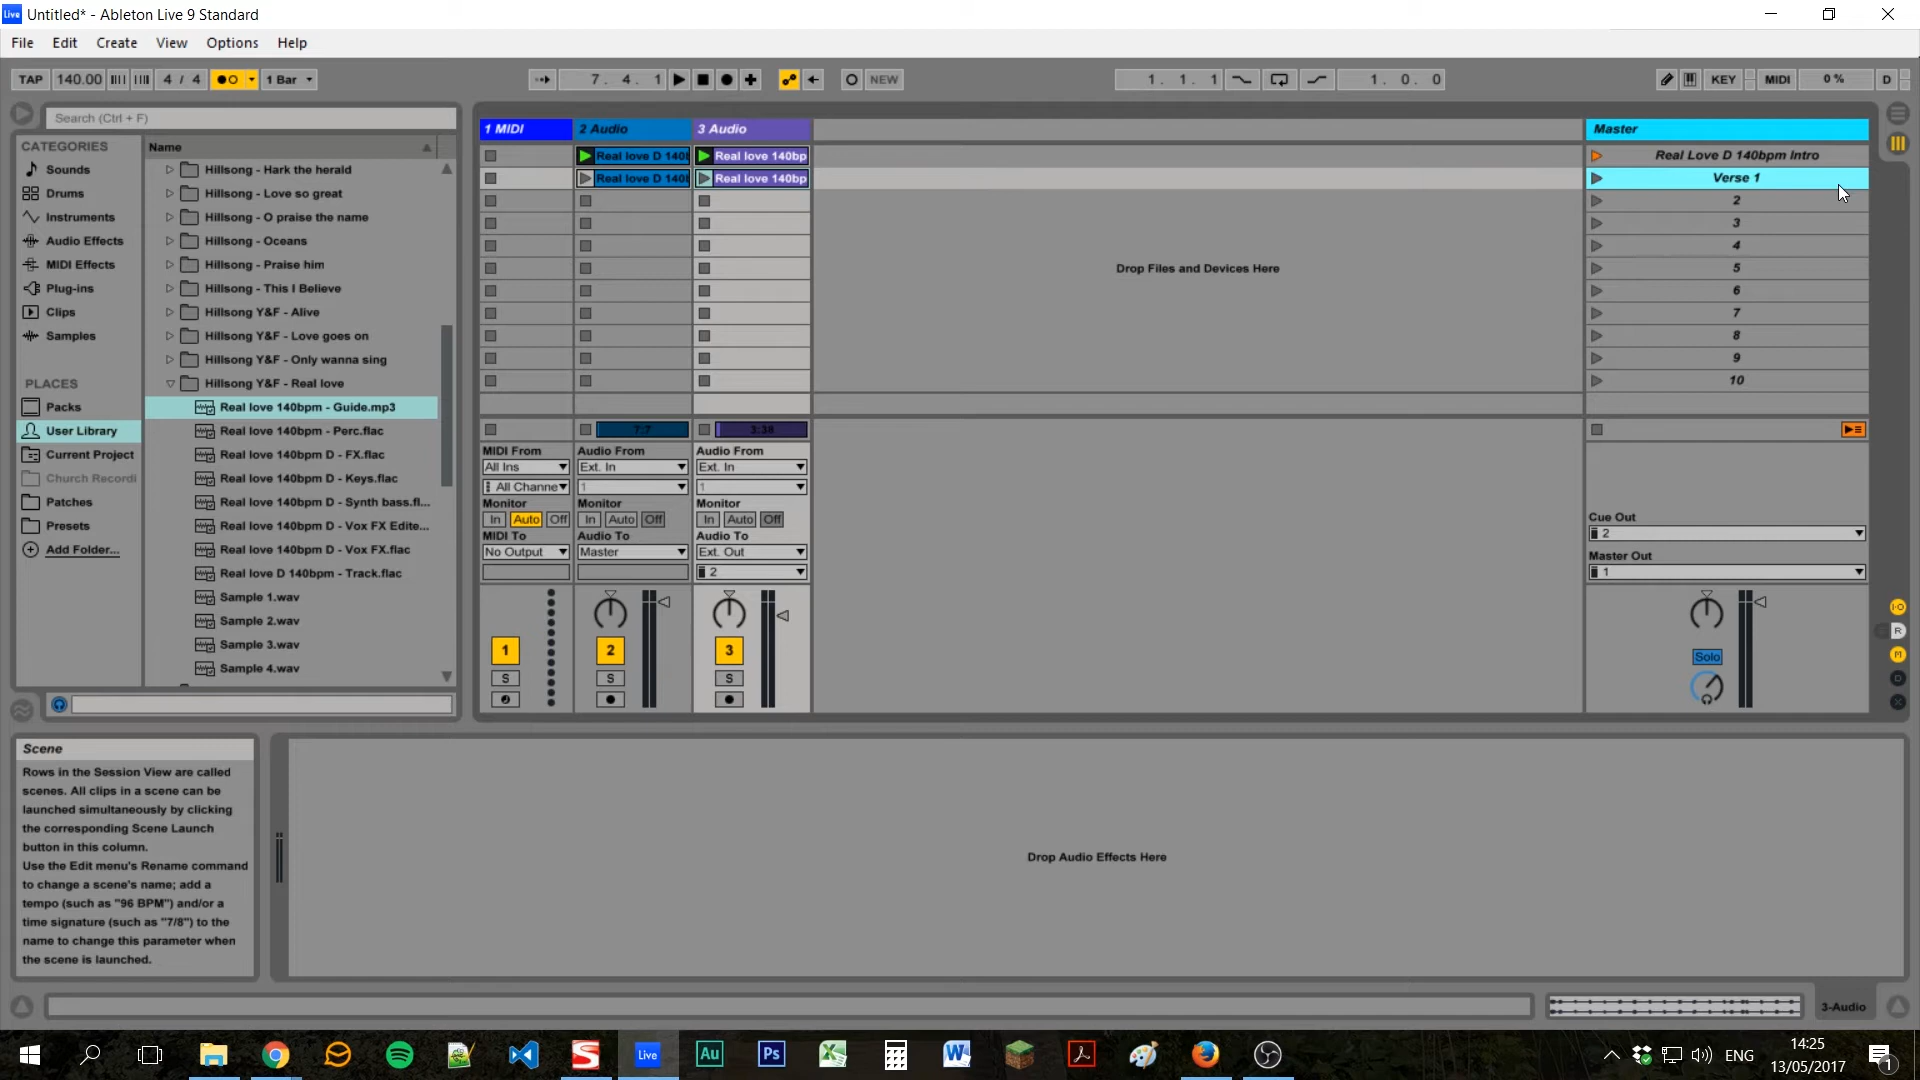 Live Untitled* - Ableton Live 9 Standard
File Edit Create View Options Help
TAP 140.00 4 / 4 1 Bar 7. 4. 1 NEW 1. 1. 1 1. 0. 0 KEY MIDI 0 % D
Search (Ctrl + F)
CATEGORIES
Sounds
Drums
Instruments
Audio Effects
MIDI Effects
Plug-ins
Clips
Samples
PLACES
Packs
User Library
Current Project
Church Recordi
Patches
Presets
Add Folder...
Name
Hillsong - Hark the herald
Hillsong - Love so great
Hillsong - O praise the name
Hillsong - Oceans
Hillsong - Praise him
Hillsong - This I Believe
Hillsong Y&F - Alive
Hillsong Y&F - Love goes on
Hillsong Y&F - Only wanna sing
Hillsong Y&F - Real love
Real love 140bpm - Guide.mp3
Real love 140bpm - Perc.flac
Real love 140bpm D - FX.flac
Real love 140bpm D - Keys.flac
Real love 140bpm D - Synth bass.fl...
Real love 140bpm D - Vox FX Edite...
Real love 140bpm D - Vox FX.flac
Real love D 140bpm - Track.flac
Sample 1.wav
Sample 2.wav
Sample 3.wav
Sample 4.wav
1 MIDI 2 Audio 3 Audio Master
Real love D 140 Real love 140bp Real Love D 140bpm Intro
Real love D 140 Real love 140bp Verse 1
2
3
4
5
6
7
8
9
10
Drop Files and Devices Here
7:7 3:38
MIDI From Audio From Audio From
All Ins Ext. In Ext. In
All Channe 1 1
Monitor Monitor Monitor
In Auto Off In Auto Off In Auto Off
MIDI To Audio To Audio To
No Output Master Ext. Out
2
Cue Out
2
Master Out
1
1 2 3
S S S
Solo
I-O
R
M
D
X
Scene
Rows in the Session View are called
scenes. All clips in a scene can be
launched simultaneously by clicking
the corresponding Scene Launch
button in this column.
Use the Edit menu's Rename command
to change a scene's name; add a
tempo (such as "96 BPM") and/or a
time signature (such as "7/8") to the
name to change this parameter when
the scene is launched.
Drop Audio Effects Here
3-Audio
Live Au Ps
ENG 14:25
13/05/2017
1